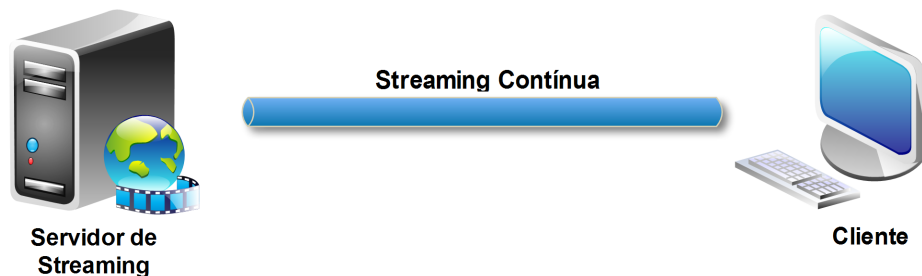 Streaming Contínua
Servidor de
Streaming
Cliente